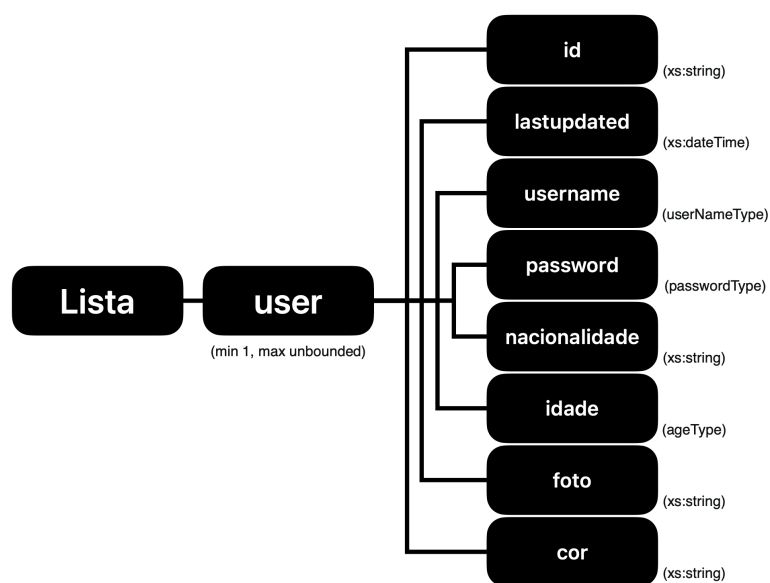 id
(xs:string)
lastupdated
(xs:dateTime)
username
(userNameType)
password
(passwordType)
Lista
user
(min 1, max unbounded)
nacionalidade
(xs:string)
idade
(ageType)
foto
(xs:string)
cor
(xs:string)